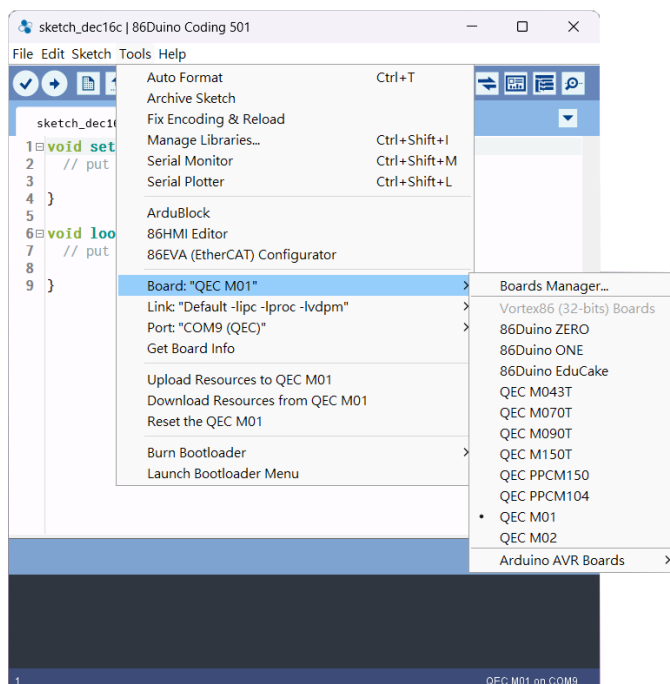 sketch_dec16c | 86Duino Coding 501
File Edit Sketch Tools Help
sketch_dec16
1 void set
2 // put
3
4 }
5
6 void loo
7 // put
8
9 }
Auto Format Ctrl+T
Archive Sketch
Fix Encoding & Reload
Manage Libraries... Ctrl+Shift+I
Serial Monitor Ctrl+Shift+M
Serial Plotter Ctrl+Shift+L
ArduBlock
86HMI Editor
86EVA (EtherCAT) Configurator
Board: "QEC M01"
Link: "Default -lipc -lproc -lvdpm"
Port: "COM9 (QEC)"
Get Board Info
Upload Resources to QEC M01
Download Resources from QEC M01
Reset the QEC M01
Burn Bootloader
Launch Bootloader Menu
Boards Manager...
Vortex86 (32-bits) Boards
86Duino ZERO
86Duino ONE
86Duino EduCake
QEC M043T
QEC M070T
QEC M090T
QEC M150T
QEC PPCM150
QEC PPCM104
QEC M01
QEC M02
Arduino AVR Boards
1 QEC M01 on COM9